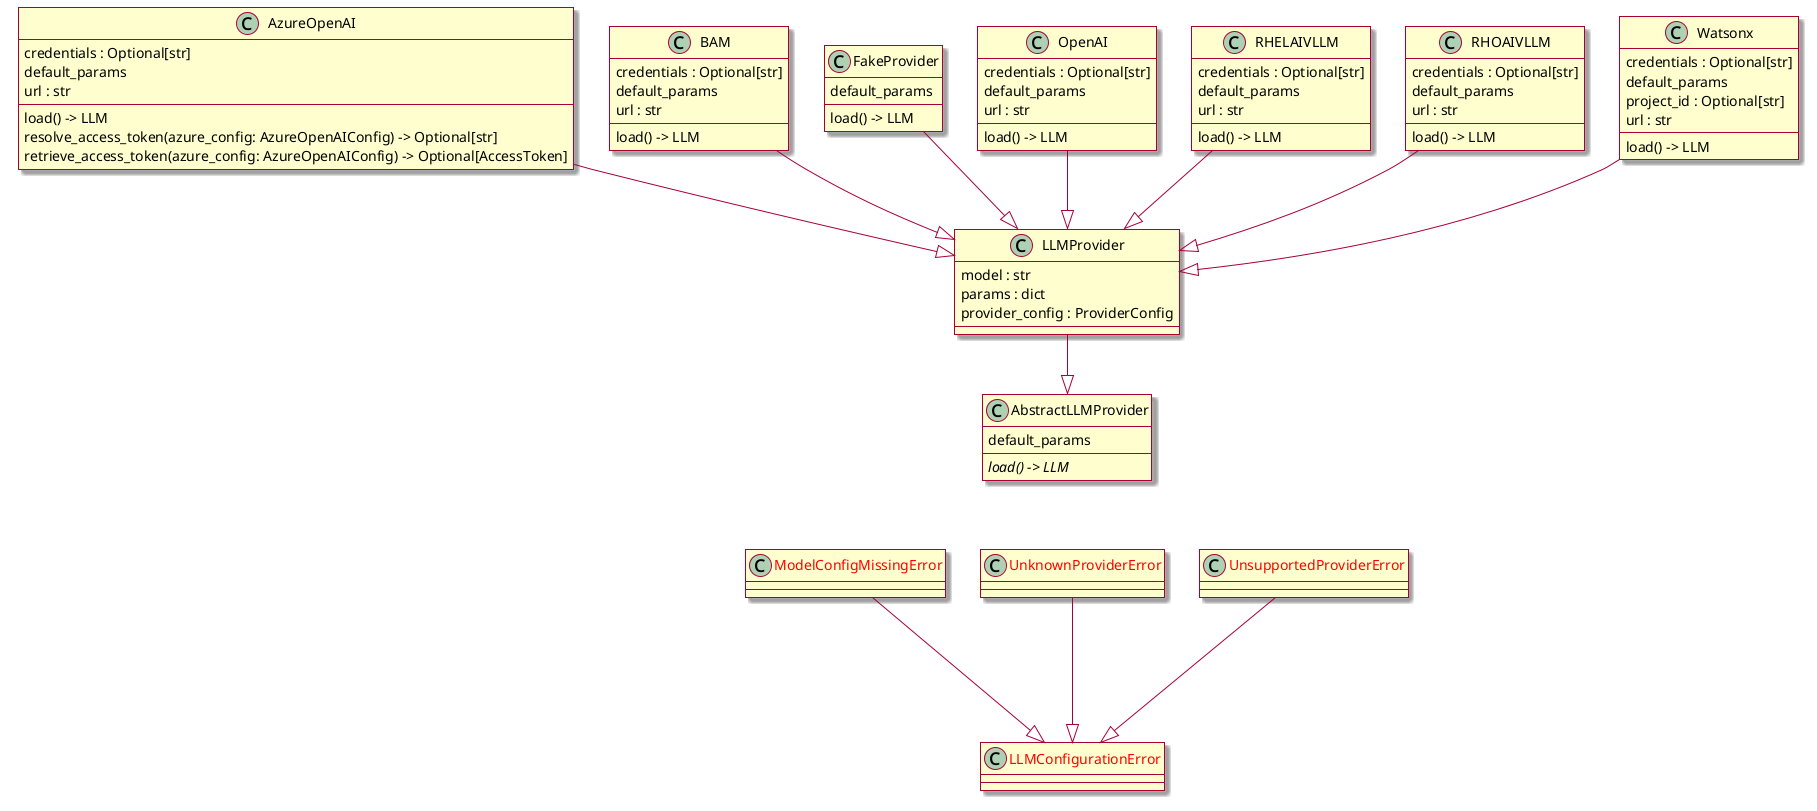 AzureOpenAI
credentials : Optional[str]
default_params
url : str
load() -> LLM
resolve_access_token(azure_config: AzureOpenAIConfig) -> Optional[str]
retrieve_access_token(azure_config: AzureOpenAIConfig) -> Optional[AccessToken]
BAM
credentials : Optional[str]
default_params
url : str
load() -> LLM
FakeProvider
default_params
load() -> LLM
OpenAI
credentials : Optional[str]
default_params
url : str
load() -> LLM
RHELAIVLLM
credentials : Optional[str]
default_params
url : str
load() -> LLM
RHOAIVLLM
credentials : Optional[str]
default_params
url : str
load() -> LLM
Watsonx
credentials : Optional[str]
default_params
project_id : Optional[str]
url : str
load() -> LLM
LLMProvider
model : str
params : dict
provider_config : ProviderConfig
AbstractLLMProvider
default_params
load() -> LLM
ModelConfigMissingError
UnknownProviderError
UnsupportedProviderError
LLMConfigurationError